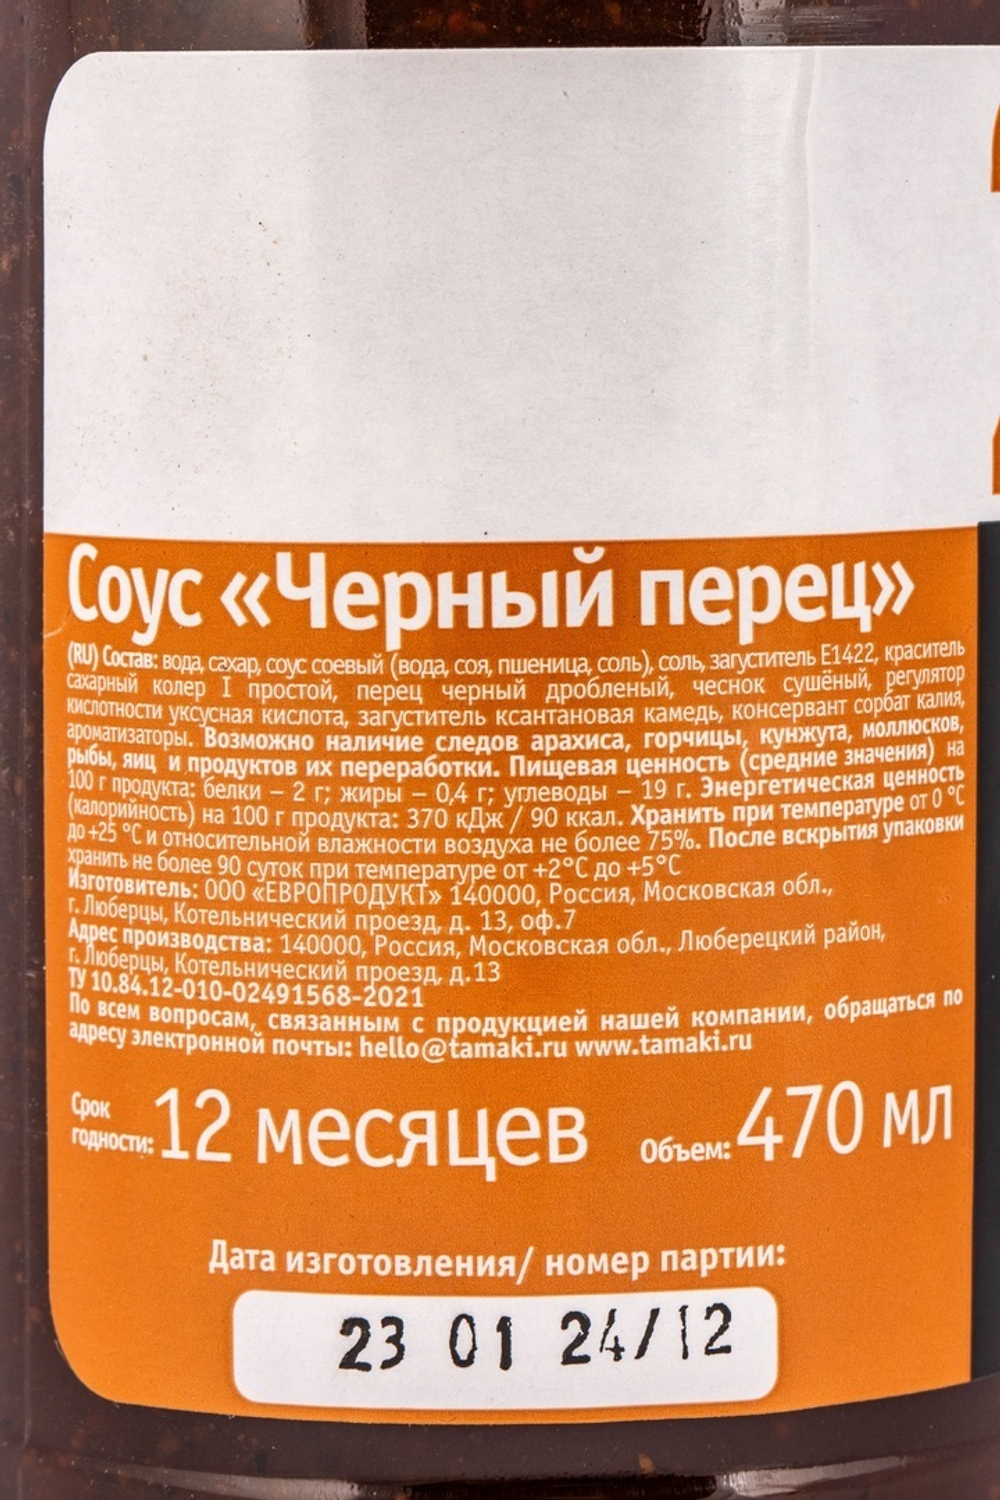 Соус «Черный перец»
(RU) Состав: вода, сахар, соус соевый (вода, соя, пшеница, соль), соль, загуститель Е1422, краситель
сахарный колер I простой, перец черный дробленый, чеснок сушёный, регулятор
кислотности уксусная кислота, загуститель ксантановая камедь, консервант сорбат калия,
ароматизаторы. Возможно наличие следов арахиса, горчицы, кунжута, моллюсков,
рыбы, яиц и продуктов их переработки. Пищевая ценность (средние значения) на
100 г продукта: белки – 2 г; жиры – 0,4 г; углеводы – 19 г. Энергетическая ценность
(калорийность) на 100 г продукта: 370 кДж / 90 ккал. Хранить при температуре от 0 °C
до +25 °C и относительной влажности воздуха не более 75%. После вскрытия упаковки
хранить не более 90 суток при температуре от +2°C до +5°C
Изготовитель: ООО «ЕВРОПРОДУКТ» 140000, Россия, Московская обл.,
г. Люберцы, Котельнический проезд, д. 13, оф.7
Адрес производства: 140000, Россия, Московская обл., Люберецкий район,
г. Люберцы, Котельнический проезд, д.13
ТУ 10.84.12-010-02491568-2021
По всем вопросам, связанным с продукцией нашей компании, обращаться по
адресу электронной почты: hello@tamaki.ru www.tamaki.ru
Срок
годности: 12 месяцев Объем: 470 мл
Дата изготовления/ номер партии:
23 01 24/12